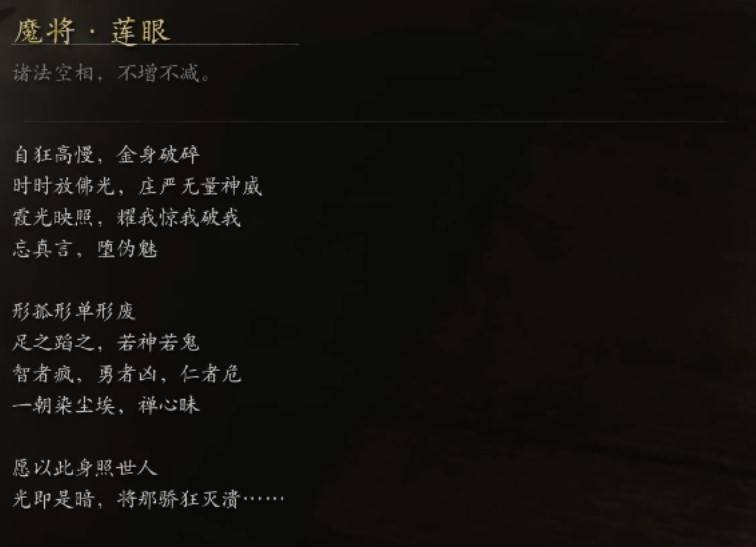 魔将·莲眼
诸法空相，不增不减。
自狂高慢，金身破碎
时时放佛光，庄严无量神威
霞光映照，耀我惊我破我
忘真言，堕伪魅
形孤形单形废
足之蹈之，若神若鬼
智者疯，勇者凶，仁者危
一朝染尘埃，禅心昧
愿以此身照世人
光即是暗，将那骄狂灭溃……